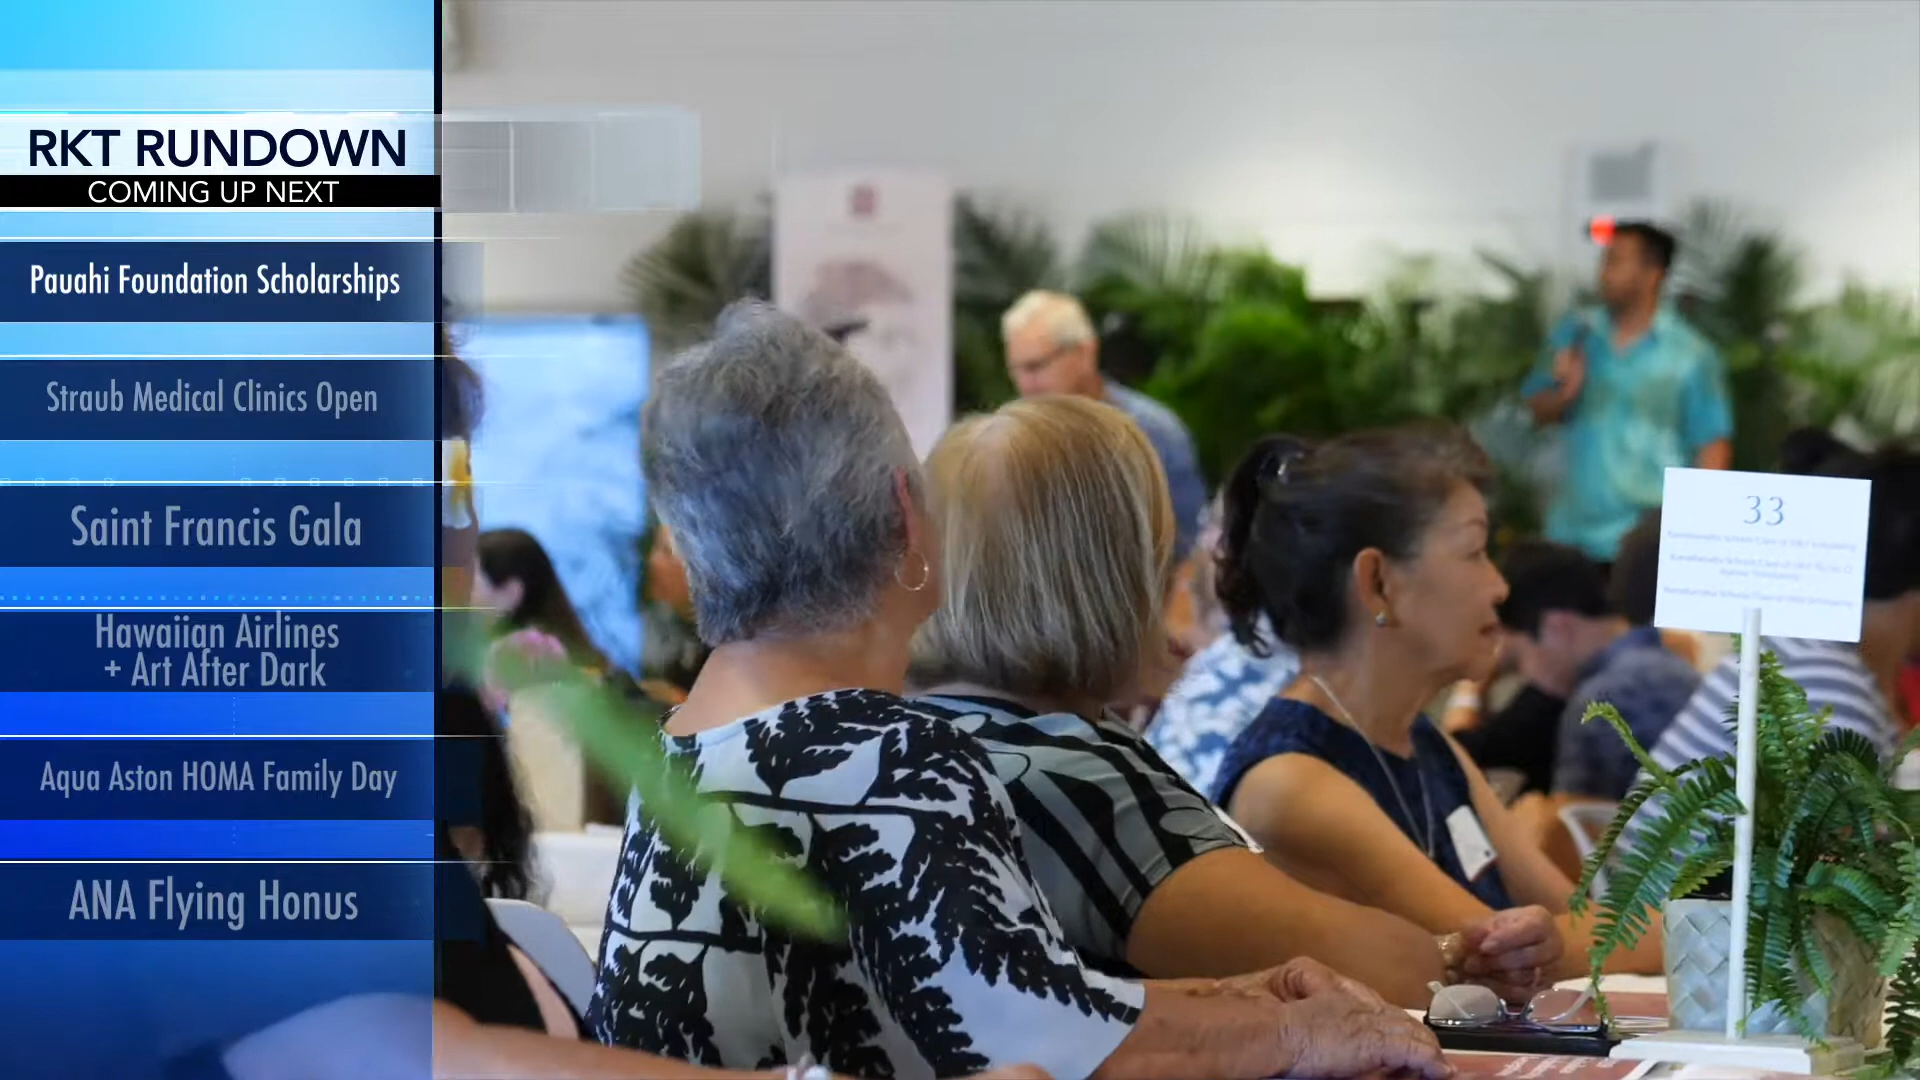 RKT RUNDOWN
COMING UP NEXT
Pauahi Foundation Scholarships
Straub Medical Clinics Open
Saint Francis Gala
Hawaiian Airlines
+ Art After Dark
Aqua Aston HOMA Family Day
ANA Flying Honus
33